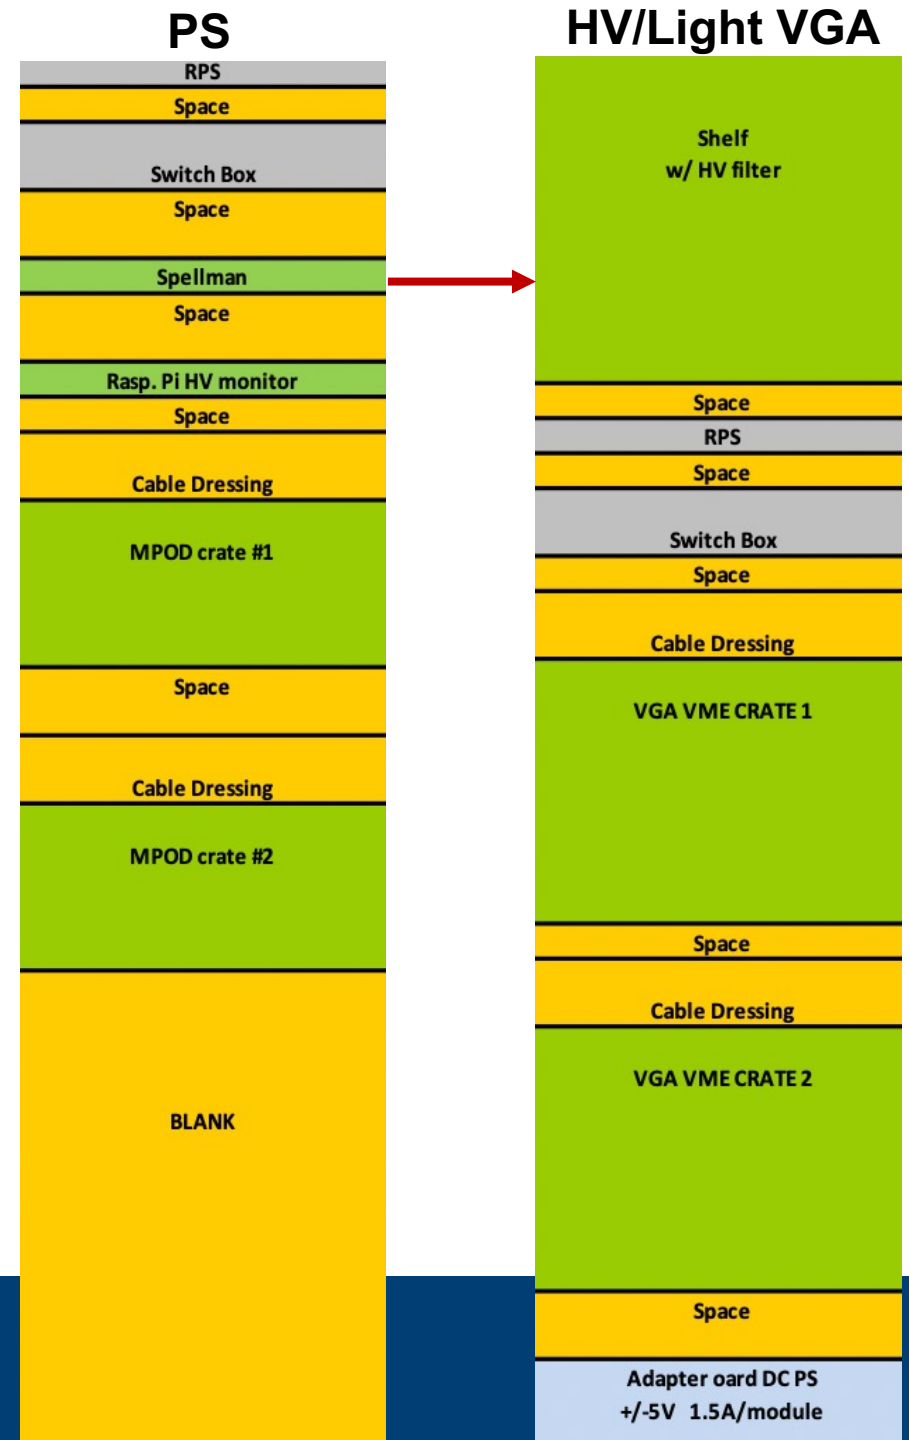 PS
RPS
Space
Switch Box
Space
Spellman
Space
Rasp. Pi HV monitor
Space
Cable Dressing
MPOD crate #1
Space
Cable Dressing
MPOD crate #2
BLANK
HV/Light VGA
Shelf
w/ HV filter
Space
RPS
Space
Switch Box
Space
Cable Dressing
VGA VME CRATE 1
Space
Cable Dressing
VGA VME CRATE 2
Space
Adapter oard DC PS
+/-5V 1.5A/module